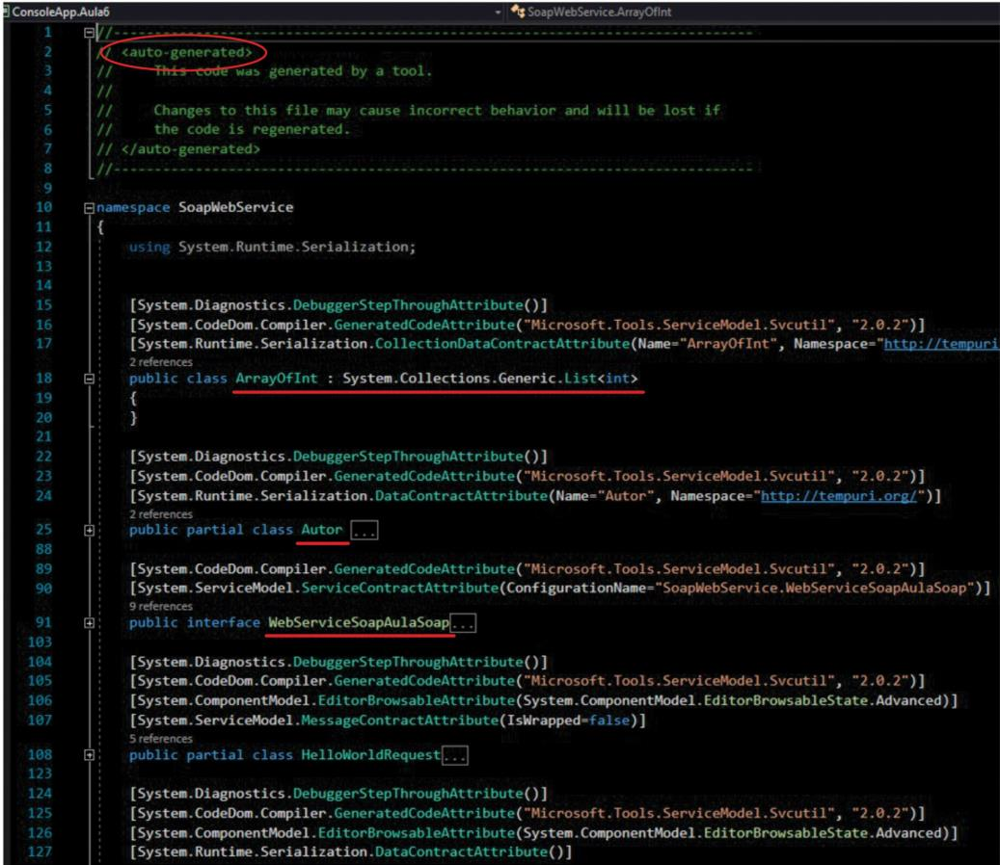 ConsoleApp.Aula6 SoapWebService.ArrayOfInt
1 //--------------------------------------------------------------------------------
2 // <auto-generated>
3 // This code was generated by a tool.
4 //
5 // Changes to this file may cause incorrect behavior and will be lost if
6 // the code is regenerated.
7 // </auto-generated>
8 //--------------------------------------------------------------------------------
9
10 namespace SoapWebService
11 {
12 using System.Runtime.Serialization;
13
14
15 [System.Diagnostics.DebuggerStepThroughAttribute()]
16 [System.CodeDom.Compiler.GeneratedCodeAttribute("Microsoft.Tools.ServiceModel.Svcutil", "2.0.2")]
17 [System.Runtime.Serialization.CollectionDataContractAttribute(Name="ArrayOfInt", Namespace="http://tempuri
2 references
18 public class ArrayOfInt : System.Collections.Generic.List<int>
19 {
20 }
21
22 [System.Diagnostics.DebuggerStepThroughAttribute()]
23 [System.CodeDom.Compiler.GeneratedCodeAttribute("Microsoft.Tools.ServiceModel.Svcutil", "2.0.2")]
24 [System.Runtime.Serialization.DataContractAttribute(Name="Autor", Namespace="http://tempuri.org/")]
2 references
25 public partial class Autor ...
88
89 [System.CodeDom.Compiler.GeneratedCodeAttribute("Microsoft.Tools.ServiceModel.Svcutil", "2.0.2")]
90 [System.ServiceModel.ServiceContractAttribute(ConfigurationName="SoapWebService.WebServiceSoapAulaSoap")]
9 references
91 public interface WebServiceSoapAulaSoap...
103
104 [System.Diagnostics.DebuggerStepThroughAttribute()]
105 [System.CodeDom.Compiler.GeneratedCodeAttribute("Microsoft.Tools.ServiceModel.Svcutil", "2.0.2")]
106 [System.ComponentModel.EditorBrowsableAttribute(System.ComponentModel.EditorBrowsableState.Advanced)]
107 [System.ServiceModel.MessageContractAttribute(IsWrapped=false)]
5 references
108 public partial class HelloWorldRequest...
123
124 [System.Diagnostics.DebuggerStepThroughAttribute()]
125 [System.CodeDom.Compiler.GeneratedCodeAttribute("Microsoft.Tools.ServiceModel.Svcutil", "2.0.2")]
126 [System.ComponentModel.EditorBrowsableAttribute(System.ComponentModel.EditorBrowsableState.Advanced)]
127 [System.Runtime.Serialization.DataContractAttribute()]